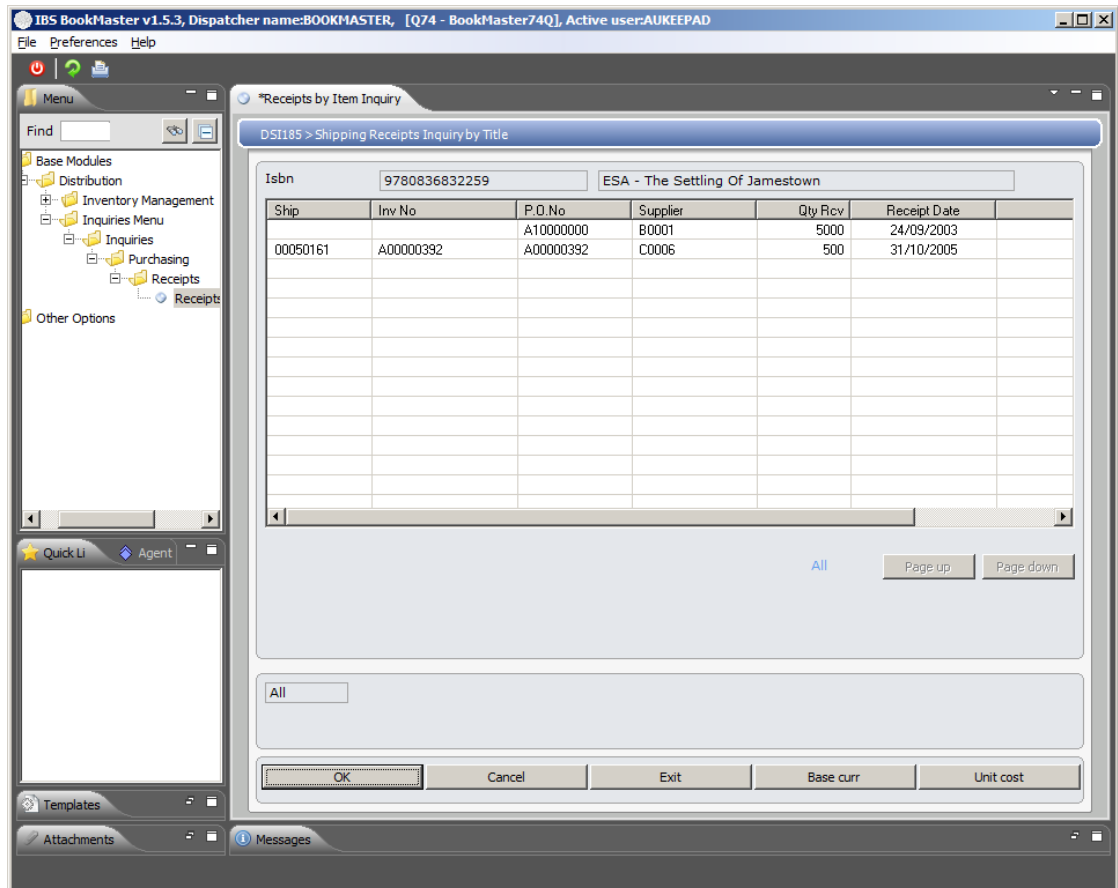 IBS BookMaster v1.5.3, Dispatcher name:BOOKMASTER, [Q74 - BookMaster74Q], Active user:AUKEEPAD
File Preferences Help
Menu
*Receipts by Item Inquiry
Find
DSI185 > Shipping Receipts Inquiry by Title
Base Modules
Distribution
Inventory Management
Inquiries Menu
Inquiries
Purchasing
Receipts
Receipts
Other Options
Isbn 9780836832259 ESA - The Settling Of Jamestown
Ship Inv No P.O.No Supplier Qty Rcv Receipt Date
A10000000 B0001 5000 24/09/2003
00050161 A00000392 A00000392 C0006 500 31/10/2005
Quick Li Agent
All Page up Page down
All
OK Cancel Exit Base curr Unit cost
Templates
Attachments
Messages